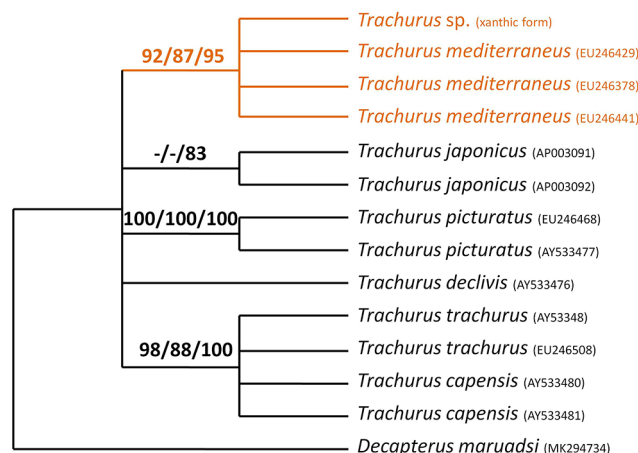 Trachurus sp. (xanthic form)
92/87/95
Trachurus mediterraneus (EU246429)
Trachurus mediterraneus (EU246378)
Trachurus mediterraneus (EU246441)
-/-/83
Trachurus japonicus (AP003091)
Trachurus japonicus (AP003092)
100/100/100
Trachurus picturatus (EU246468)
Trachurus picturatus (AY533477)
Trachurus declivis (AY533476)
Trachurus trachurus (AY53348)
98/88/100
Trachurus trachurus (EU246508)
Trachurus capensis (AY533480)
Trachurus capensis (AY533481)
Decapterus maruadsi (MK294734)